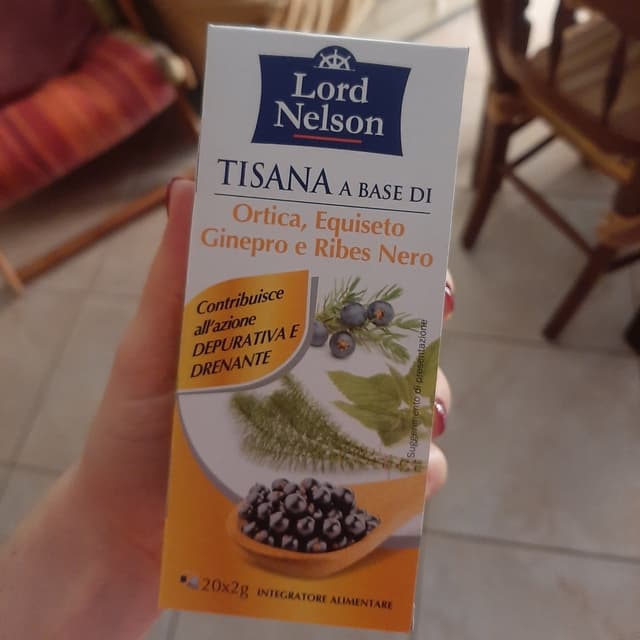 Lord
Nelson
TISANA A BASE DI
Ortica, Equiseto
Ginepro e Ribes Nero
Contribuisce
all'azione
DEPURATIVA E
DRENANTE
Suggerimento di presentazione
20x2g INTEGRATORE ALIMENTARE